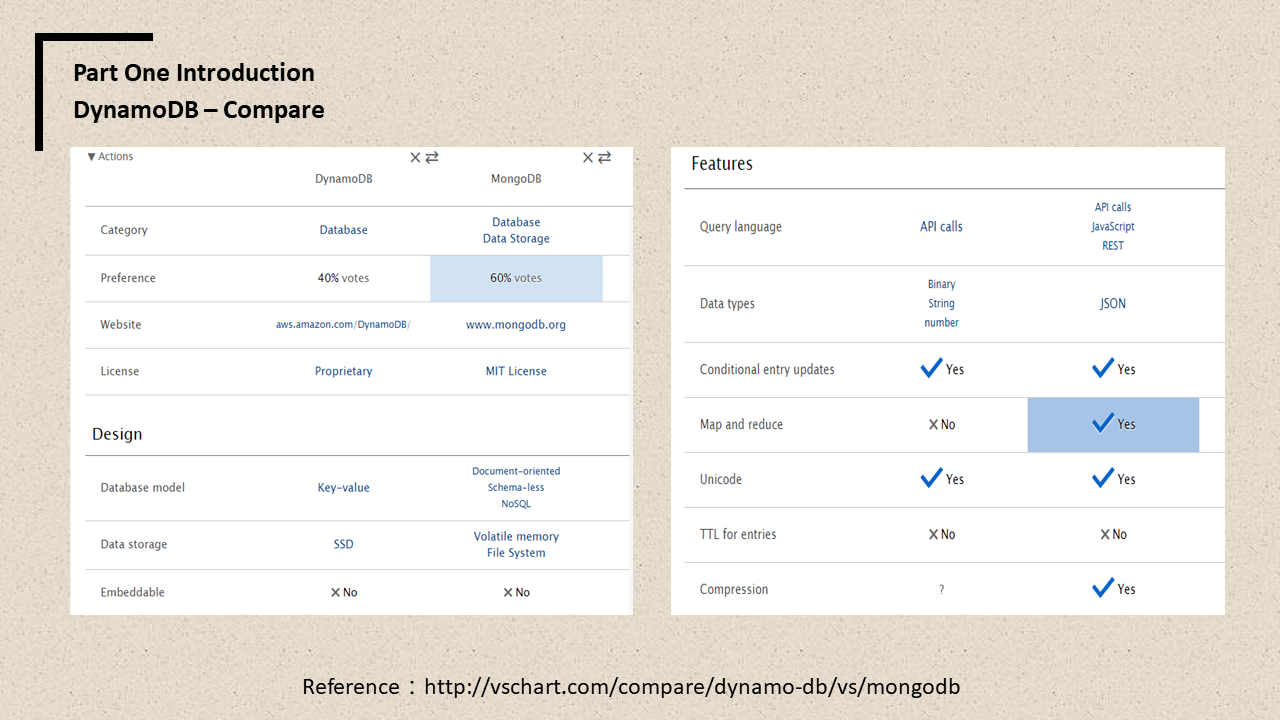 Part One Introduction
DynamoDB – Compare
▼ Actions
DynamoDB MongoDB
Category Database Database
Data Storage
Preference 40% votes 60% votes
Website aws.amazon.com/DynamoDB/ www.mongodb.org
License Proprietary MIT License
Design
Database model Key-value Document-oriented
Schema-less
NoSQL
Data storage SSD Volatile memory
File System
Embeddable No No
Features
Query language API calls API calls
JavaScript
REST
Data types Binary JSON
String
number
Conditional entry updates Yes Yes
Map and reduce No Yes
Unicode Yes Yes
TTL for entries No No
Compression ? Yes
Reference：http://vschart.com/compare/dynamo-db/vs/mongodb